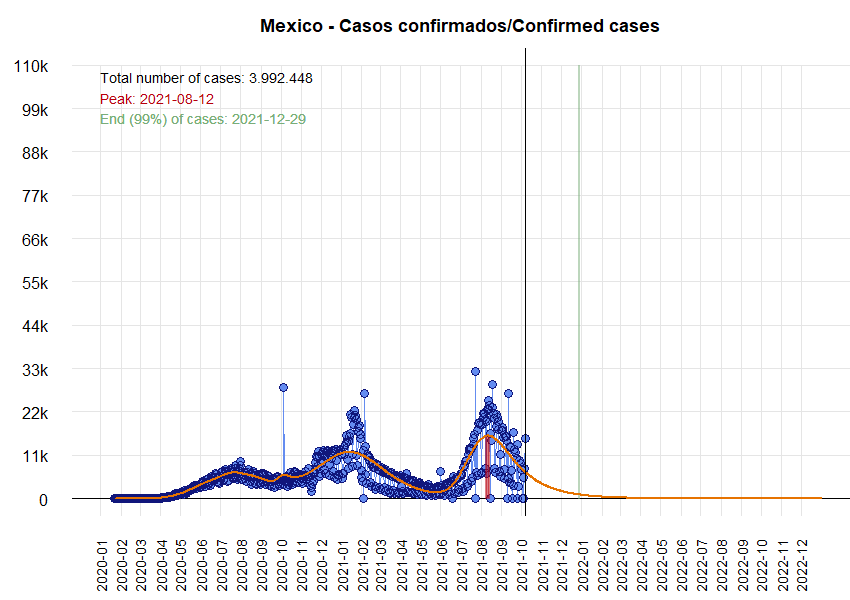 Mexico - Casos confirmados/Confirmed cases
Total number of cases: 3.992.448
Peak: 2021-08-12
End (99%) of cases: 2021-12-29
110k
99k
88k
77k
66k
55k
44k
33k
22k
11k
0
2020-01
2020-02
2020-03
2020-04
2020-05
2020-06
2020-07
2020-08
2020-09
2020-10
2020-11
2020-12
2021-01
2021-02
2021-03
2021-04
2021-05
2021-06
2021-07
2021-08
2021-09
2021-10
2021-11
2021-12
2022-01
2022-02
2022-03
2022-04
2022-05
2022-06
2022-07
2022-08
2022-09
2022-10
2022-11
2022-12